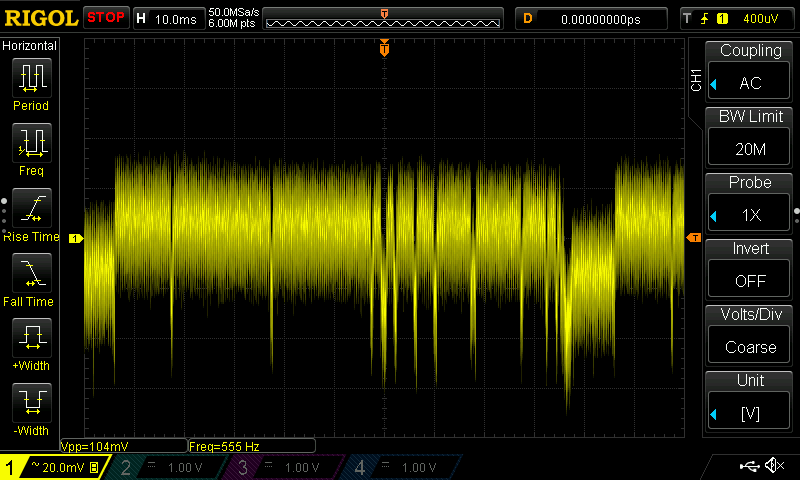 RIGOL STOP H 10.0ms 50.0MSa/s 6.00M pts T D 0.00000000ps T 1 400uV
Horizontal
Period
Freq
Rise Time
Fall Time
+Width
-Width
T
1
T
CH1
Coupling
AC
BW Limit
20M
Probe
1X
Invert
OFF
Volts/Div
Coarse
Unit
[V]
Vpp=104mV Freq=555 Hz
1 ~ 20.0mV B 2 1.00 V 3 1.00 V 4 1.00 V